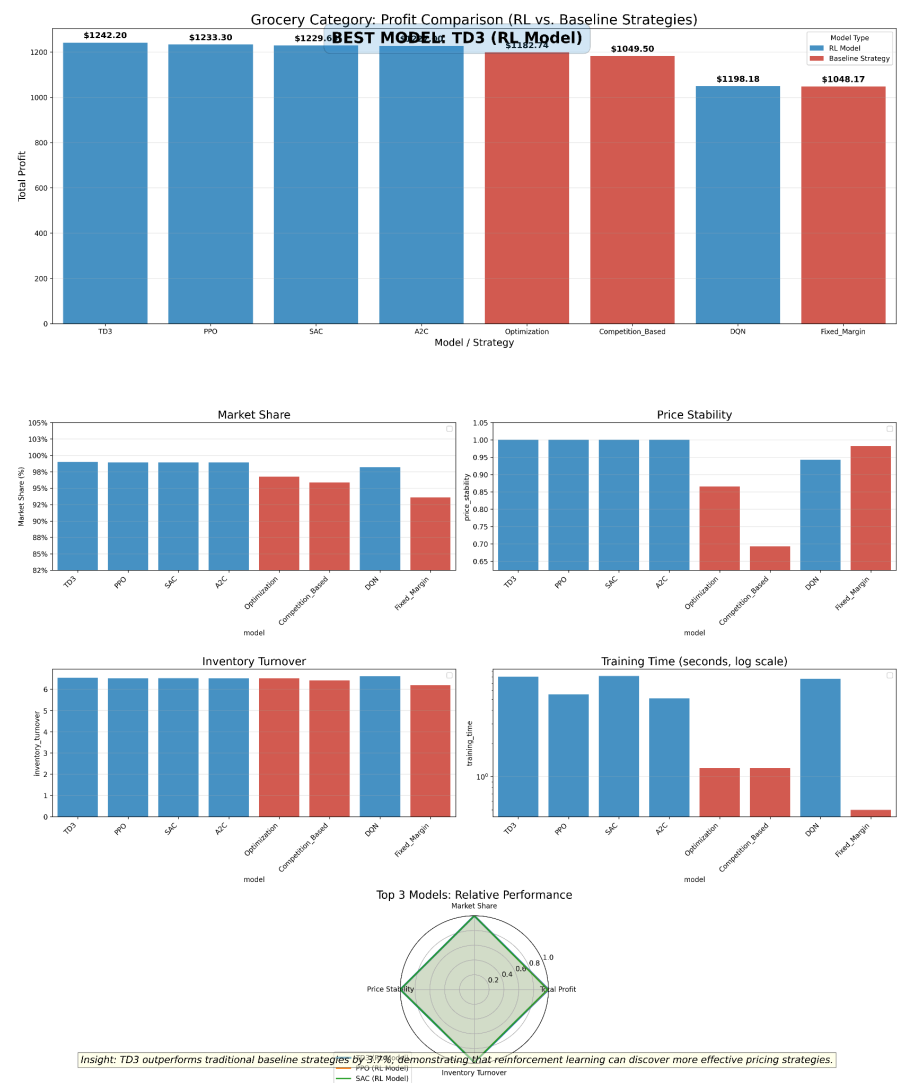 Grocery Category: Profit Comparison (RL vs. Baseline Strategies)
BEST MODEL: TD3 (RL Model)
$1242.20
$1233.30
$1182.74
$1049.50
$1198.18
$1048.17
Model Type
RL Model
Baseline Strategy
Total Profit
1200
1000
800
600
400
200
0
TD3
PPO
SAC
A2C
Optimization
Competition_Based
DQN
Fixed_Margin
Model / Strategy
Market Share
Market Share (%)
105%
103%
100%
98%
95%
92%
90%
88%
85%
82%
TD3
PPO
SAC
A2C
Optimization
Competition_Based
DQN
Fixed_Margin
model
Price Stability
price_stability
1.05
1.00
0.95
0.90
0.85
0.80
0.75
0.70
0.65
TD3
PPO
SAC
A2C
Optimization
Competition_Based
DQN
Fixed_Margin
model
Inventory Turnover
inventory_turnover
6
5
4
3
2
1
0
TD3
PPO
SAC
A2C
Optimization
Competition_Based
DQN
Fixed_Margin
model
Training Time (seconds, log scale)
training_time
10⁰
TD3
PPO
SAC
A2C
Optimization
Competition_Based
DQN
Fixed_Margin
model
Top 3 Models: Relative Performance
Market Share
1.0
0.8
0.6
0.4
0.2
Price Stability
Total Profit
Insight: TD3 outperforms traditional baseline strategies by 3.7%, demonstrating that reinforcement learning can discover more effective pricing strategies.
PPO (RL Model)
Inventory Turnover
SAC (RL Model)